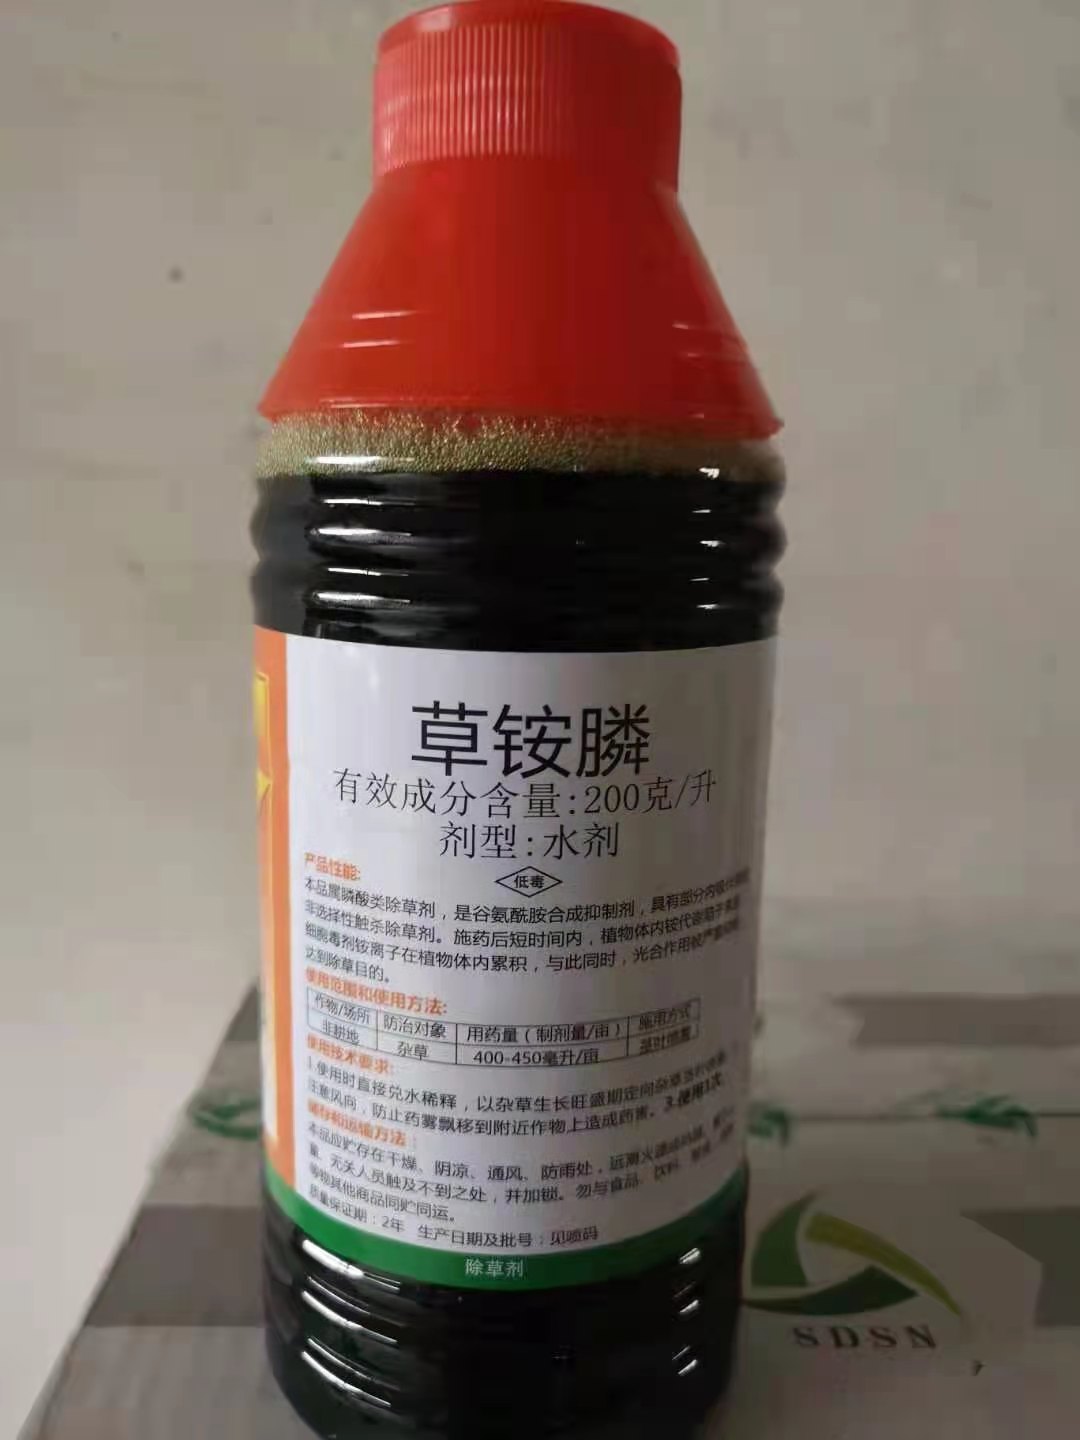 草铵膦
有效成分含量:200克/升
剂型:水剂
低毒
产品性能:
本品属膦酸类除草剂，是谷氨酰胺合成抑制剂，具有部分内吸作用的
非选择性触杀除草剂。施药后短时间内，植物体内铵代谢陷于紊乱
细胞毒剂铵离子在植物体内累积，与此同时，光合作用被严重抑制
达到除草目的。
使用范围和使用方法:
作物/场所 防治对象 用药量（制剂量/亩） 施用方式
非耕地 杂草 400-450毫升/亩 茎叶喷雾
使用技术要求:
1.使用时直接兑水稀释，以杂草生长旺盛期定向杂草茎叶喷雾
注意风向，防止药雾飘移到附近作物上造成药害。3.使用1次
储存和运输方法：
本品应贮存在干燥、阴凉、通风、防雨处，远离火源或热源。
童、无关人员触及不到之处，并加锁。勿与食品、饮料、
等物其他商品同贮同运。
质量保证期：2年 生产日期及批号：见喷码
除草剂
SDSN